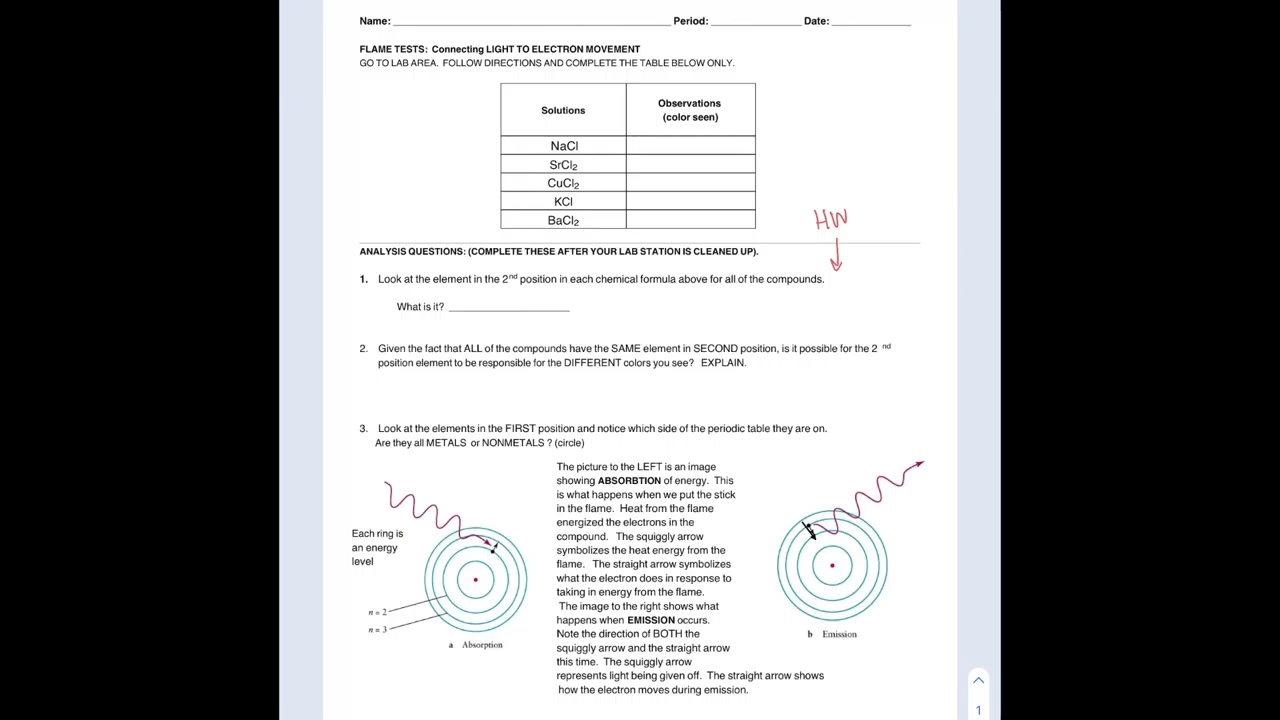 Name: ______ Period: ______ Date: ______
FLAME TESTS: Connecting LIGHT TO ELECTRON MOVEMENT
GO TO LAB AREA. FOLLOW DIRECTIONS AND COMPLETE THE TABLE BELOW ONLY.
Solutions
Observations
(color seen)
NaCl
SrCl2
CuCl2
KCl
BaCl2
HW
ANALYSIS QUESTIONS: (COMPLETE THESE AFTER YOUR LAB STATION IS CLEANED UP).
1. Look at the element in the 2nd position in each chemical formula above for all of the compounds.
What is it? ______
2. Given the fact that ALL of the compounds have the SAME element in SECOND position, is it possible for the 2 nd
position element to be responsible for the DIFFERENT colors you see? EXPLAIN.
3. Look at the elements in the FIRST position and notice which side of the periodic table they are on.
Are they all METALS or NONMETALS ? (circle)
Each ring is
an energy
level
n = 2
n = 3
a Absorption
The picture to the LEFT is an image
showing ABSORBTION of energy. This
is what happens when we put the stick
in the flame. Heat from the flame
energized the electrons in the
compound. The squiggly arrow
symbolizes the heat energy from the
flame. The straight arrow symbolizes
what the electron does in response to
taking in energy from the flame.
The image to the right shows what
happens when EMISSION occurs.
Note the direction of BOTH the
squiggly arrow and the straight arrow
this time. The squiggly arrow
represents light being given off. The straight arrow shows
how the electron moves during emission.
b Emission
1